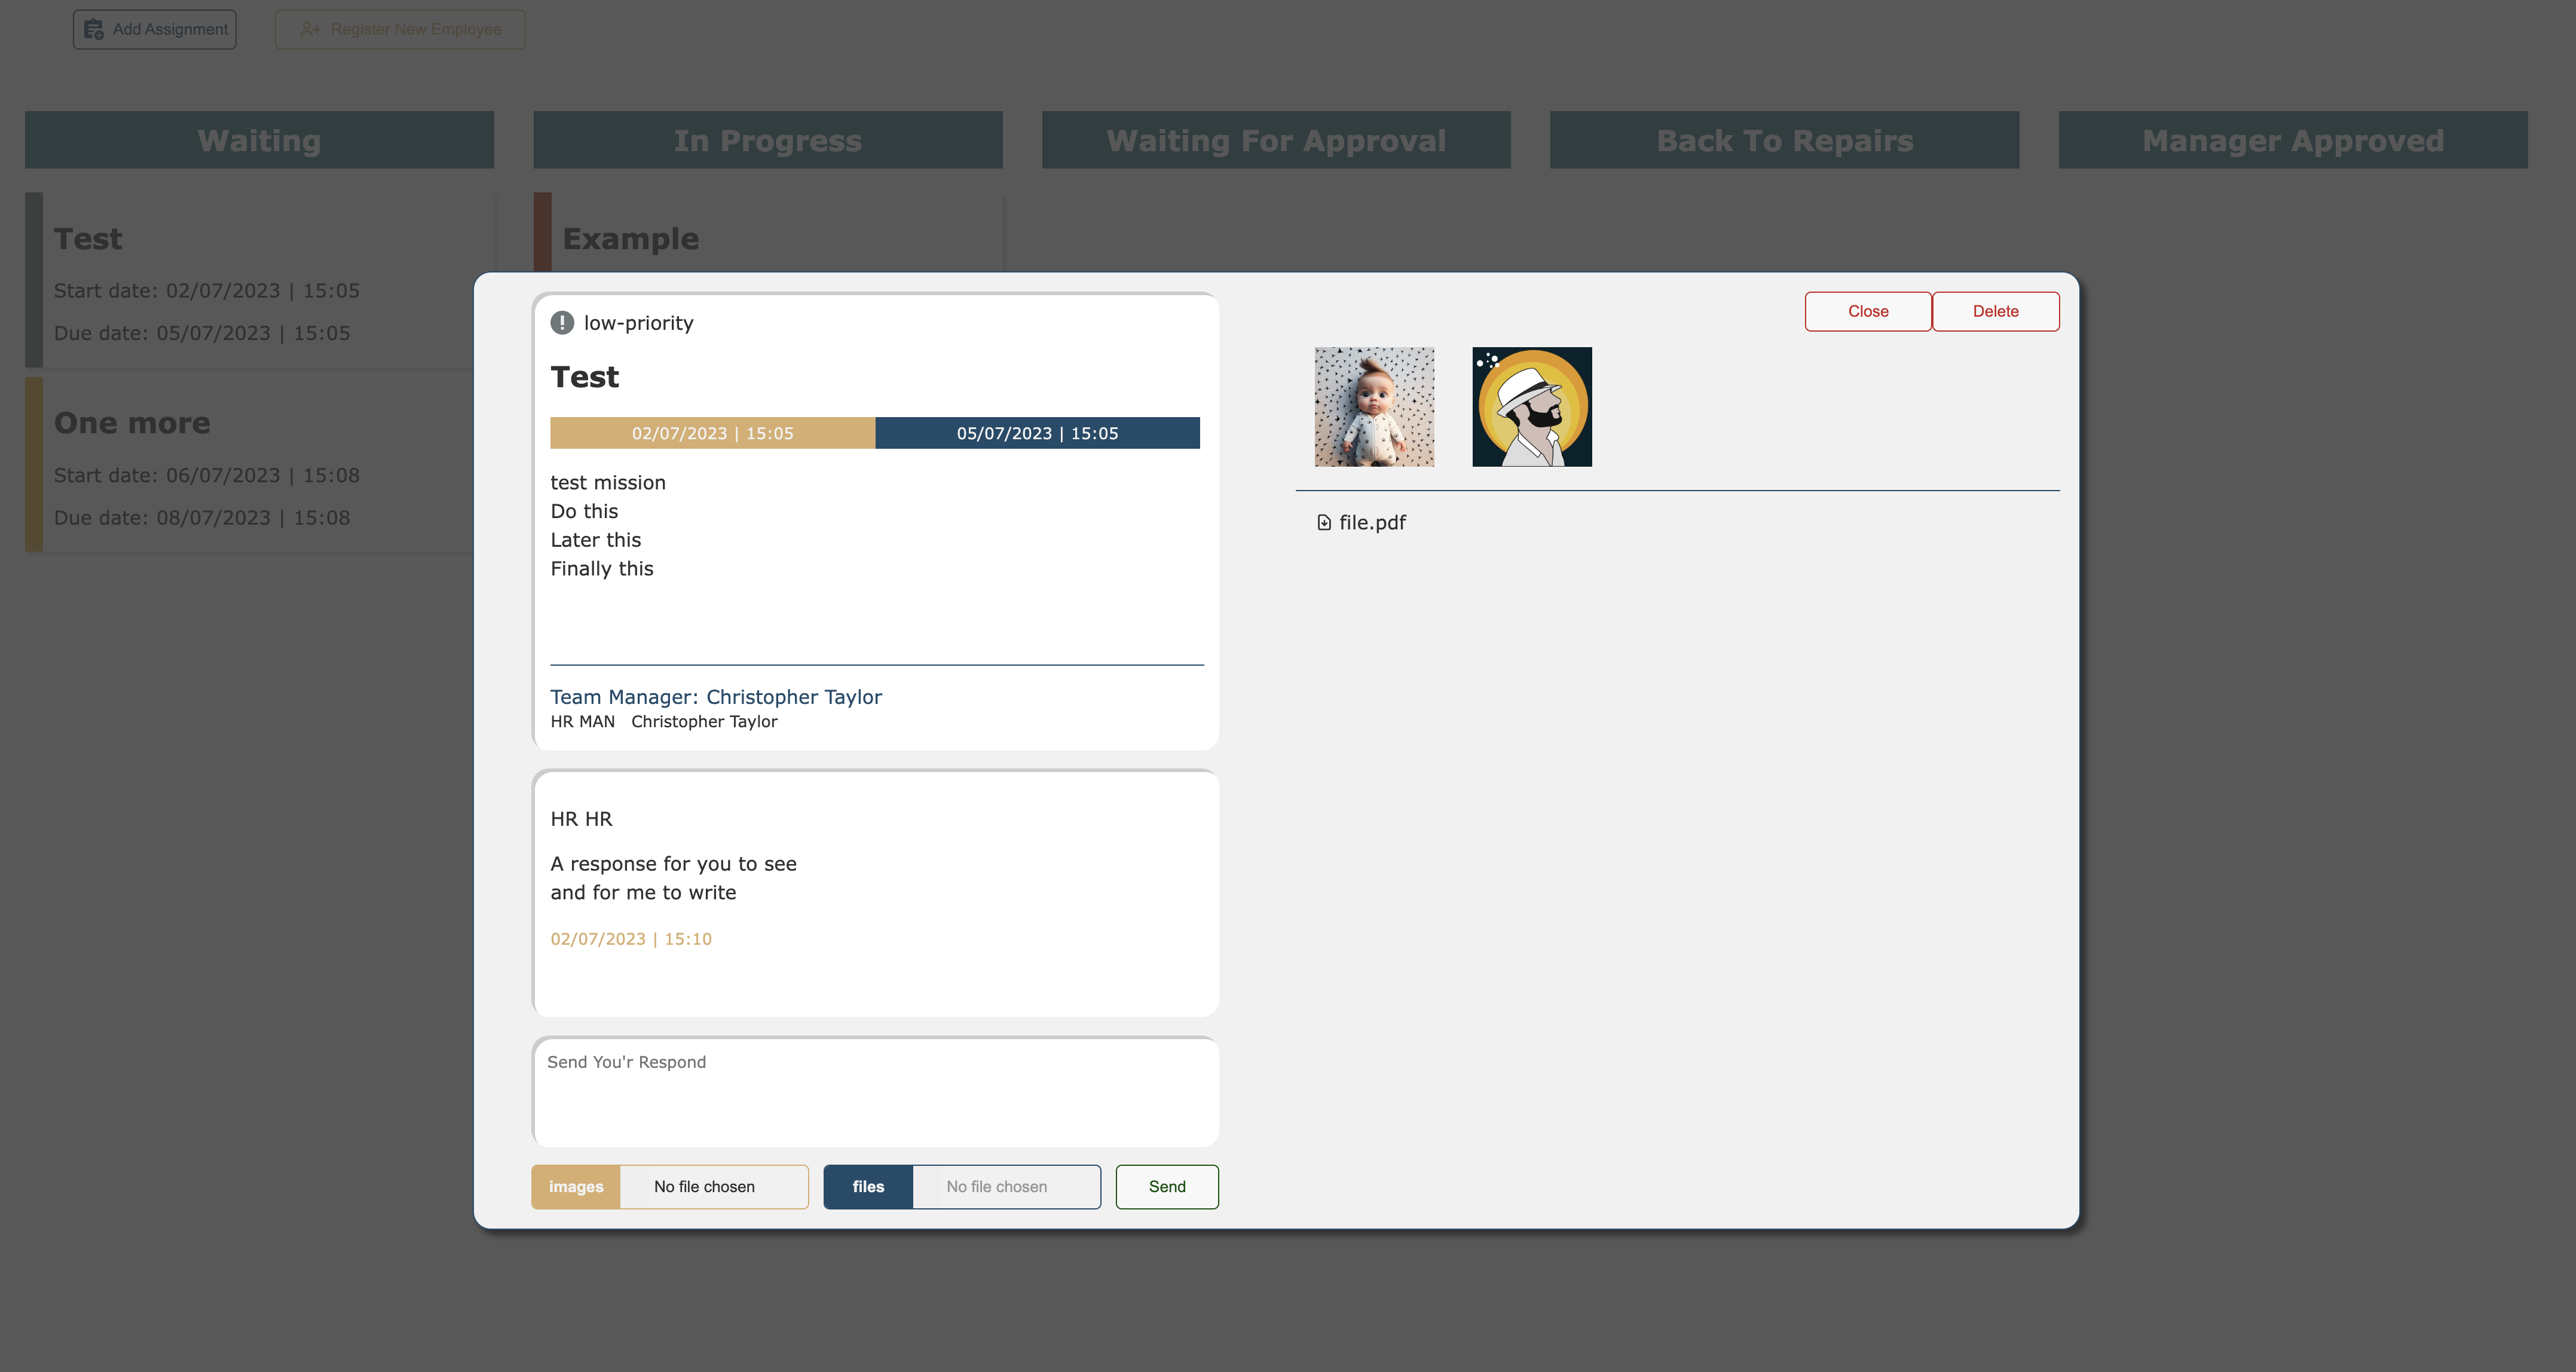 Add Assignment
Register New Employee
Waiting
In Progress
Waiting For Approval
Back To Repairs
Manager Approved
Test
Start date: 02/07/2023 | 15:05
Due date: 05/07/2023 | 15:05
One more
Start date: 06/07/2023 | 15:08
Due date: 08/07/2023 | 15:08
Example
low-priority
Test
02/07/2023 | 15:05
05/07/2023 | 15:05
test mission
Do this
Later this
Finally this
Team Manager: Christopher Taylor
HR MAN Christopher Taylor
HR HR
A response for you to see
and for me to write
02/07/2023 | 15:10
Send You'r Respond
images No file chosen
files No file chosen
Send
Close
Delete
file.pdf